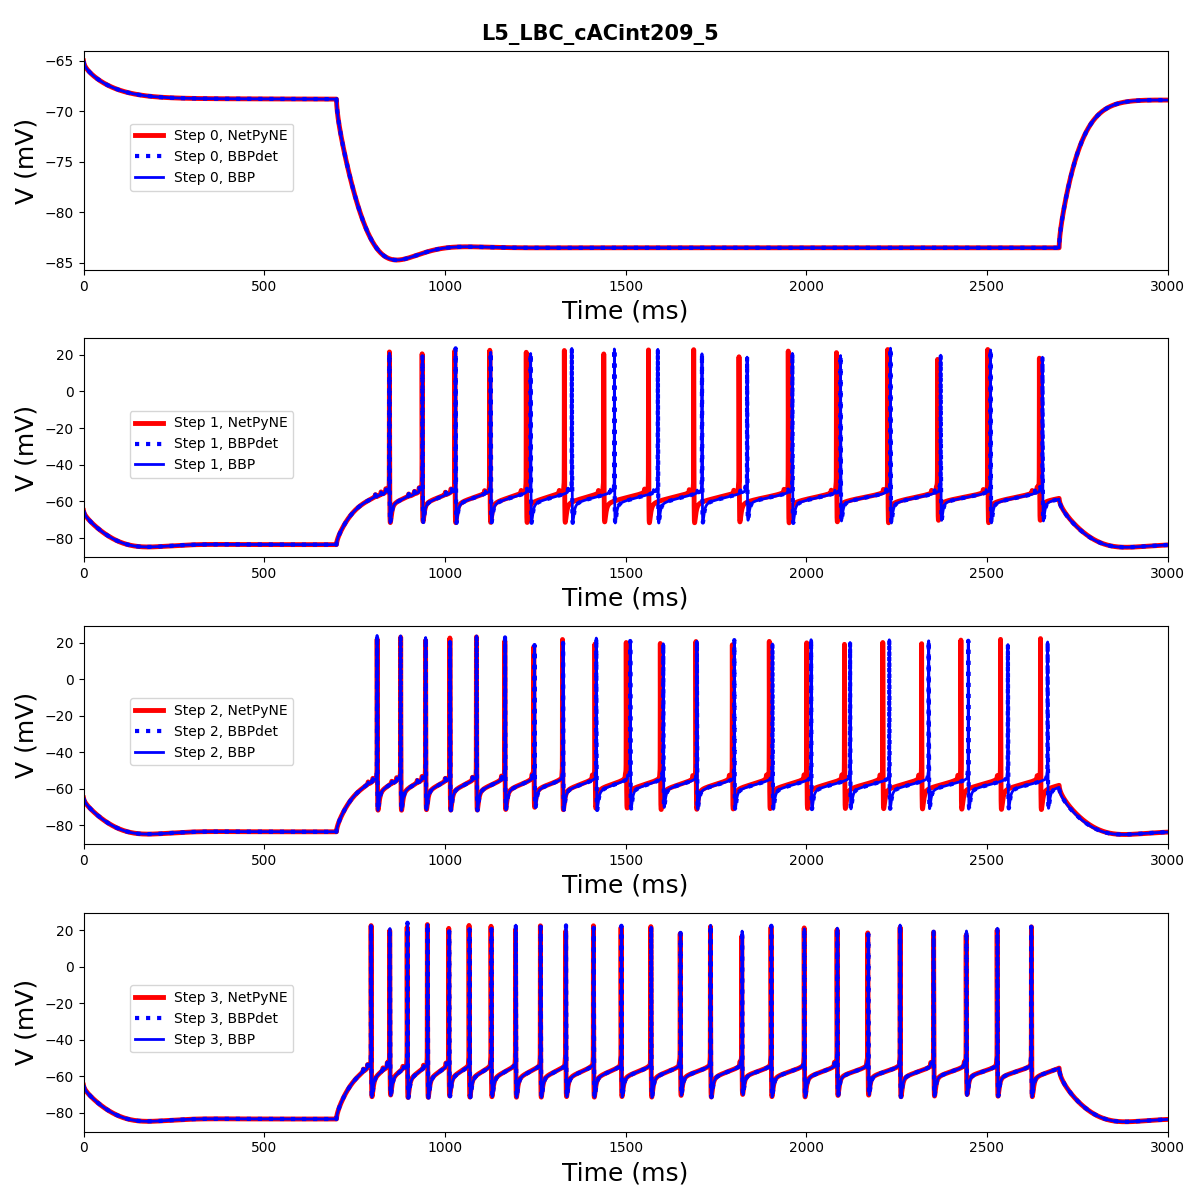 L5_LBC_cACint209_5
V (mV)
−65
−70
−75
−80
−85
Step 0, NetPyNE
Step 0, BBPdet
Step 0, BBP
0 500 1000 1500 2000 2500 3000
Time (ms)
V (mV)
20
0
−20
−40
−60
−80
Step 1, NetPyNE
Step 1, BBPdet
Step 1, BBP
0 500 1000 1500 2000 2500 3000
Time (ms)
V (mV)
20
0
−20
−40
−60
−80
Step 2, NetPyNE
Step 2, BBPdet
Step 2, BBP
0 500 1000 1500 2000 2500 3000
Time (ms)
V (mV)
20
0
−20
−40
−60
−80
Step 3, NetPyNE
Step 3, BBPdet
Step 3, BBP
0 500 1000 1500 2000 2500 3000
Time (ms)